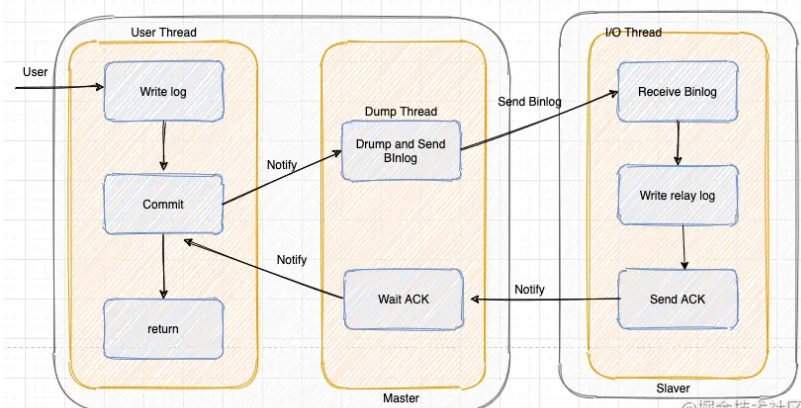 User Thread
I/O Thread
User
Write log
Dump Thread
Send Binlog
Receive Binlog
Drump and Send
BInlog
Notify
Commit
Write relay log
Notify
Wait ACK
Notify
Send ACK
return
Master
Slaver
@掘金技术社区